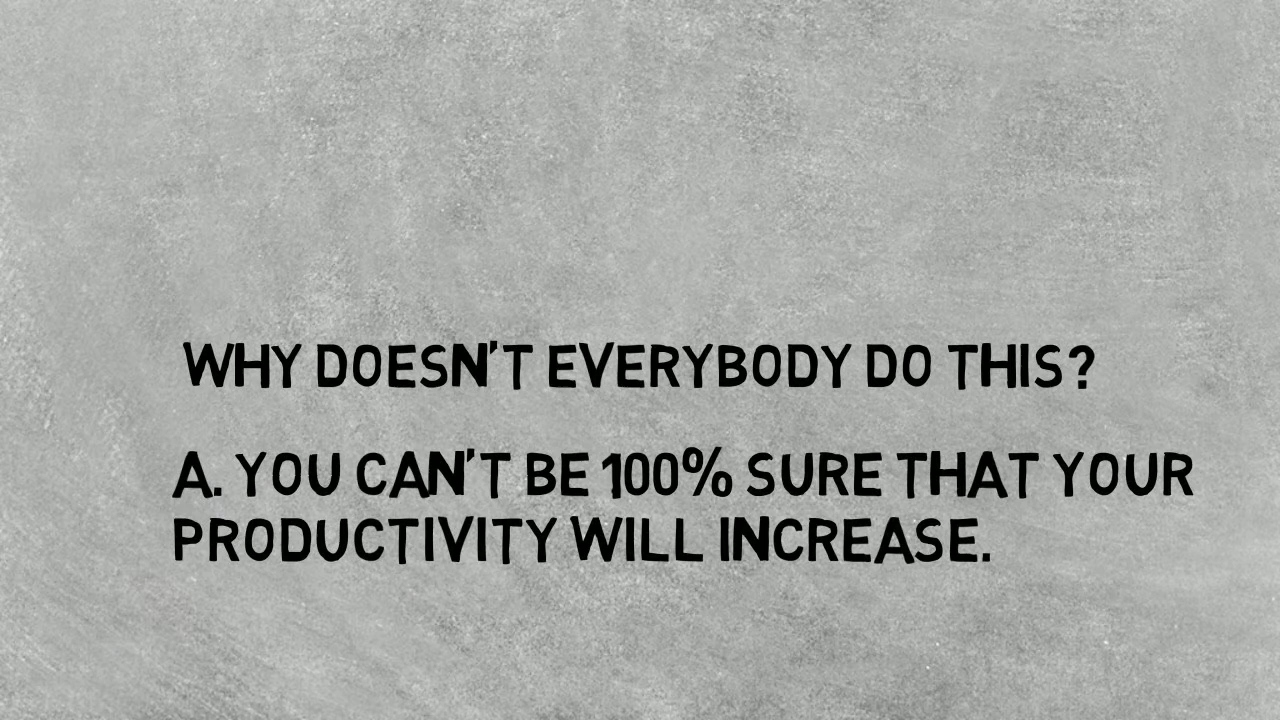 WHY DOESN'T EVERYBODY DO THIS?
A. YOU CAN'T BE 100% SURE THAT YOUR
PRODUCTIVITY WILL INCREASE.